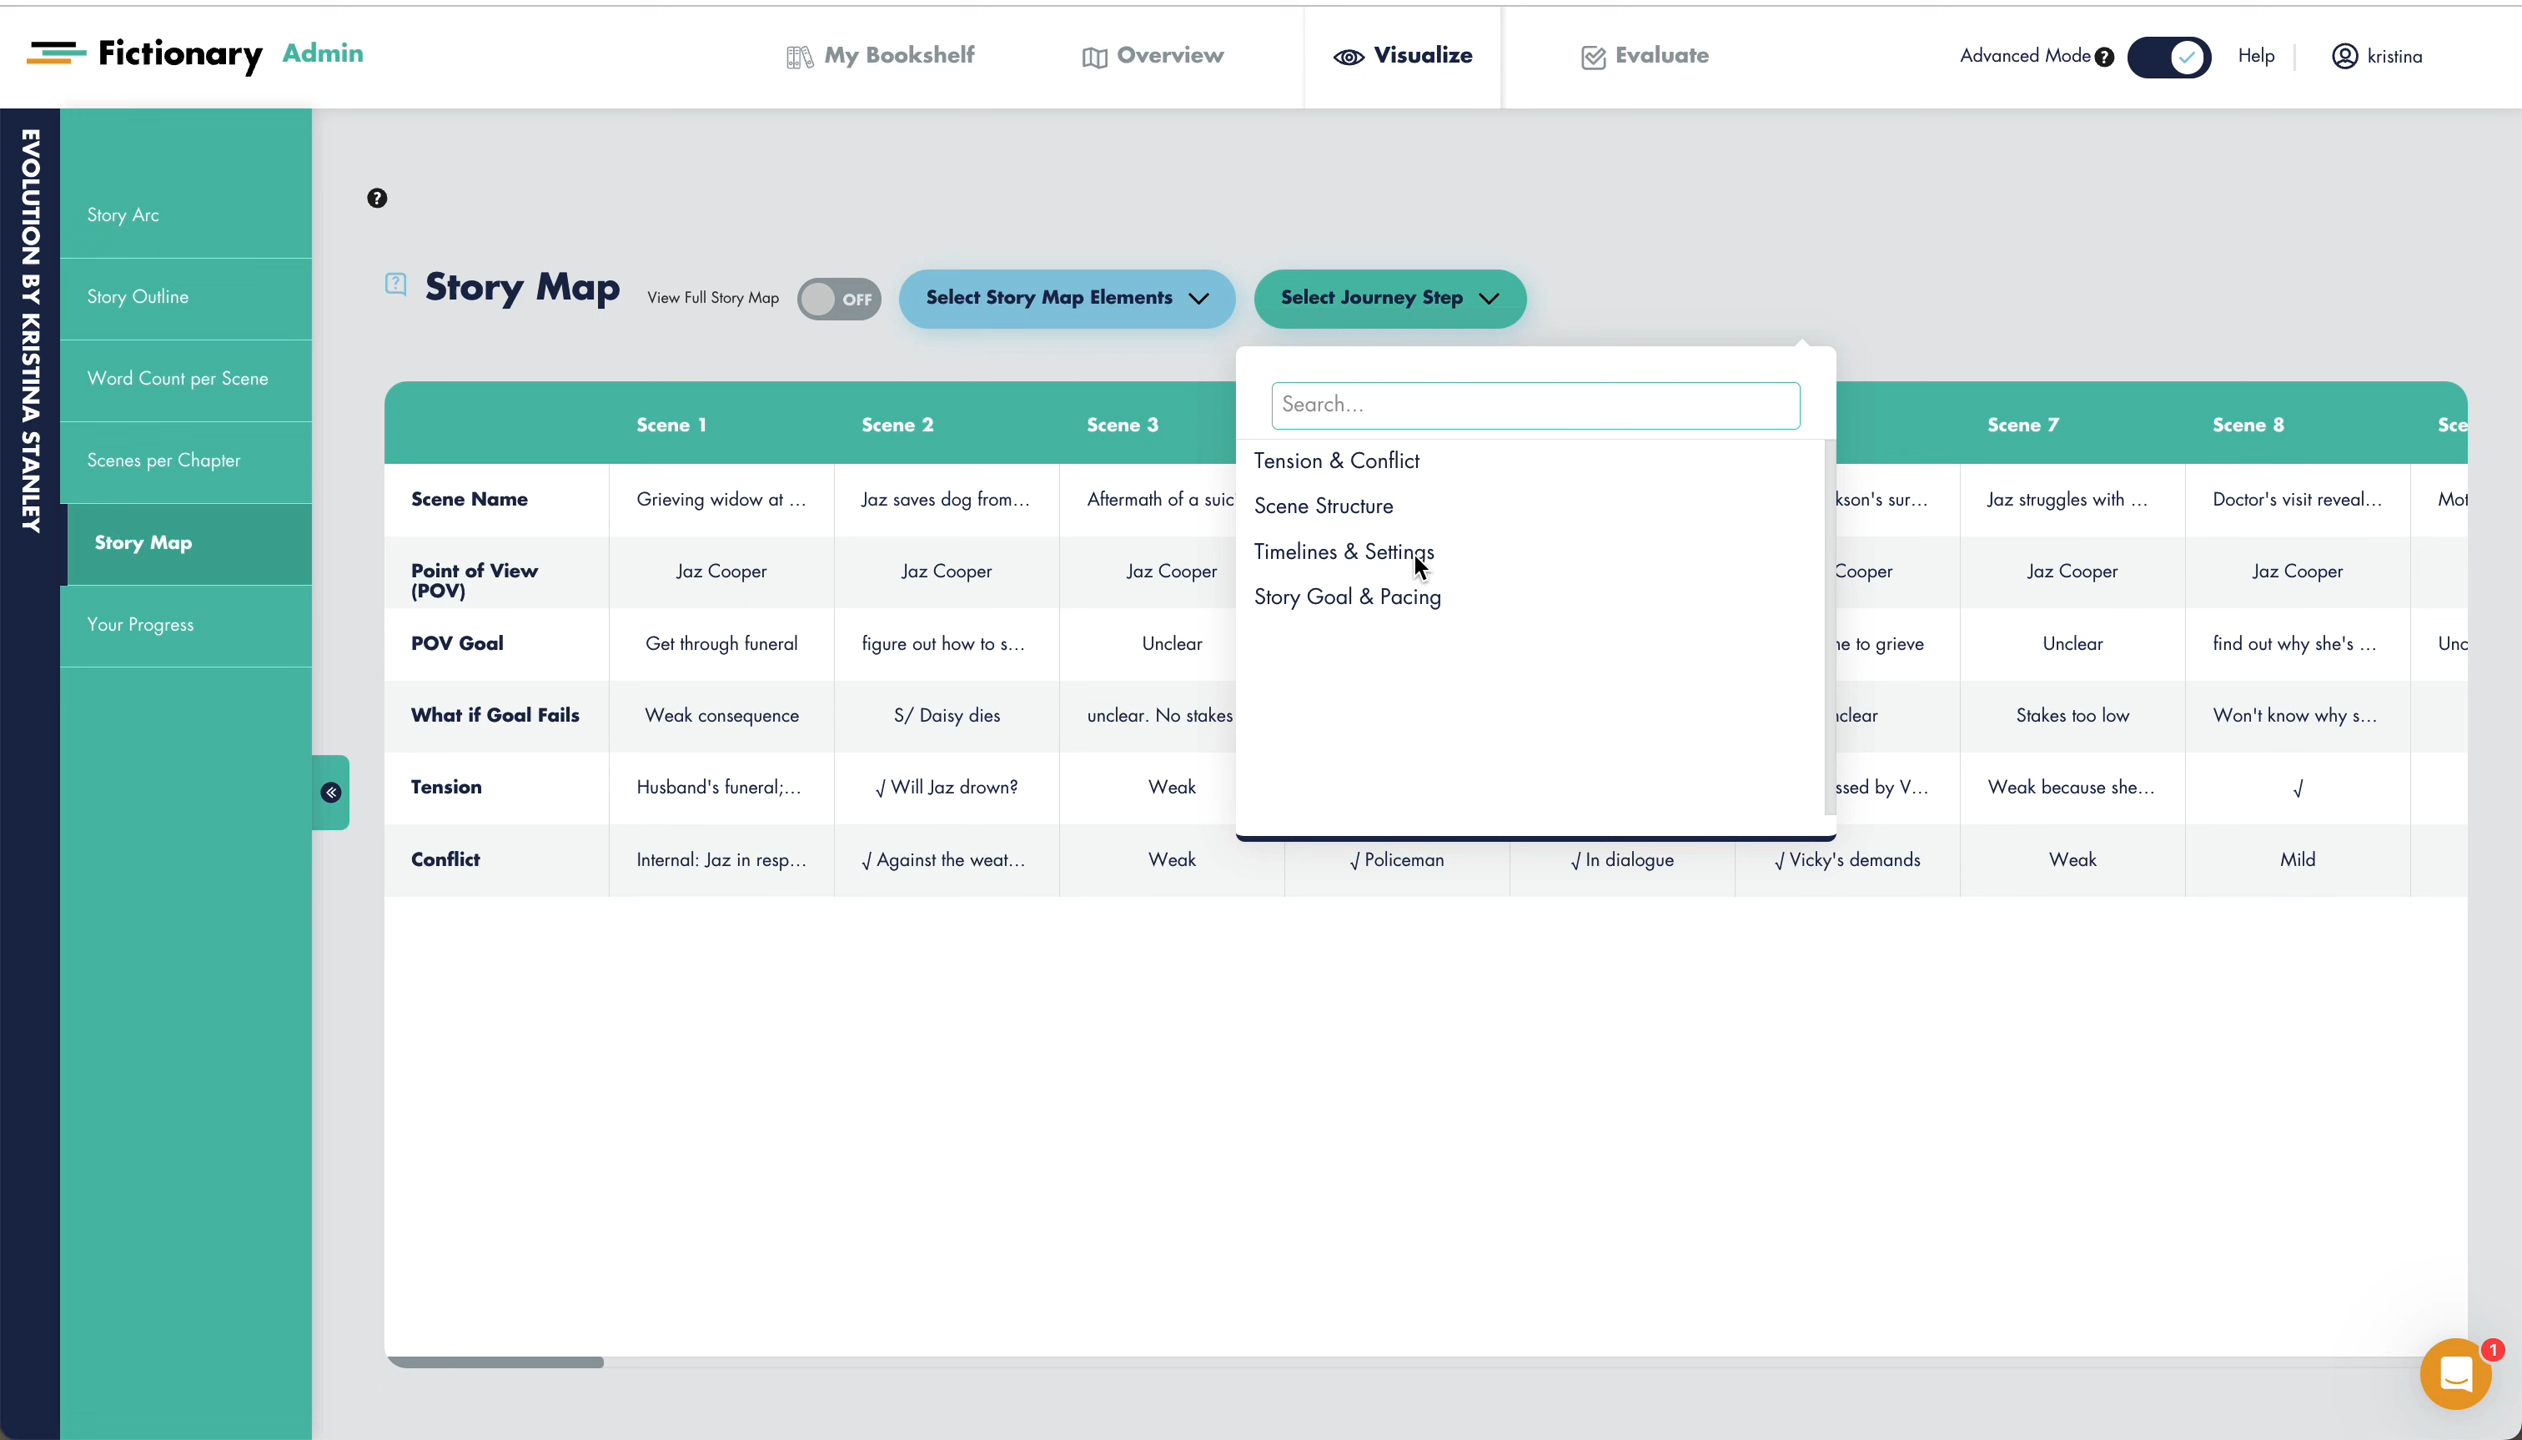 Fictionary Admin
My Bookshelf
Overview
Visualize
Evaluate
Advanced Mode ?
Help
kristina
EVOLUTION BY KRISTINA STANLEY
Story Arc
Story Outline
Word Count per Scene
Scenes per Chapter
Story Map
Your Progress
?
? Story Map
View Full Story Map
OFF
Select Story Map Elements
Select Journey Step
Search...
Tension & Conflict
Scene Structure
Timelines & Settings
Story Goal & Pacing
Scene 1 Scene 2 Scene 3 Scene 7 Scene 8 Sce
Scene Name Grieving widow at ... Jaz saves dog from... Aftermath of a suic kson's sur... Jaz struggles with ... Doctor's visit reveal... Mot
Point of View (POV) Jaz Cooper Jaz Cooper Jaz Cooper Cooper Jaz Cooper Jaz Cooper
POV Goal Get through funeral figure out how to s... Unclear ne to grieve Unclear find out why she's ... Unc
What if Goal Fails Weak consequence S/ Daisy dies unclear. No stakes nclear Stakes too low Won't know why s...
Tension Husband's funeral;... √ Will Jaz drown? Weak ssed by V... Weak because she... √
Conflict Internal: Jaz in resp... √ Against the weat... Weak √ Policeman √ In dialogue √ Vicky's demands Weak Mild
1